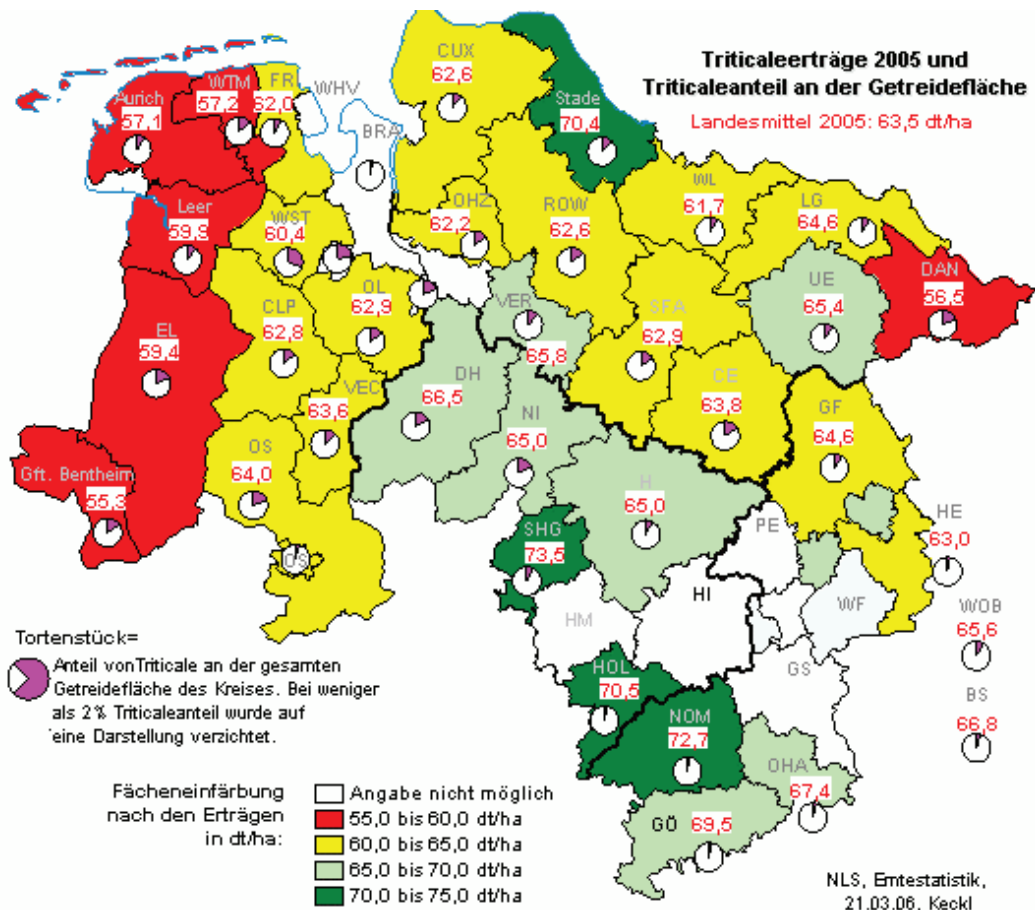 Triticaleerträge 2005 und
Triticaleanteil an der Getreidefläche
Landesmittel 2005: 63,5 dt/ha
CUX
62,6
Stade
70,4
WTM
57,2
FR
62,0
WHV
Aurich
57,1
BRA
Leer
59,9
WST
60,4
OHZ
62,2
ROW
62,6
WL
61,7
LG
64,6
DAN
56,5
UE
65,4
EL
59,4
CLP
62,8
OL
62,9
VER
65,8
SFA
62,9
CE
63,8
GF
64,6
VEC
63,6
DH
66,5
NI
65,0
H
65,0
OS
64,0
Gft. Bentheim
55,3
OS
SHG
73,5
PE
HE
63,0
HM
HI
WF
WOB
65,6
HOL
70,5
GS
BS
66,8
NOM
72,7
OHA
67,4
GÖ 69,5
Tortenstück=
Anteil von Triticale an der gesamten
Getreidefläche des Kreises. Bei weniger
als 2% Triticaleanteil wurde auf
eine Darstellung verzichtet.
Fächeneinfärbung
nach den Erträgen
in dt/ha:
Angabe nicht möglich
55,0 bis 60,0 dt/ha
60,0 bis 65,0 dt/ha
65,0 bis 70,0 dt/ha
70,0 bis 75,0 dt/ha
NLS, Erntestatistik,
21.03.06, Keckl